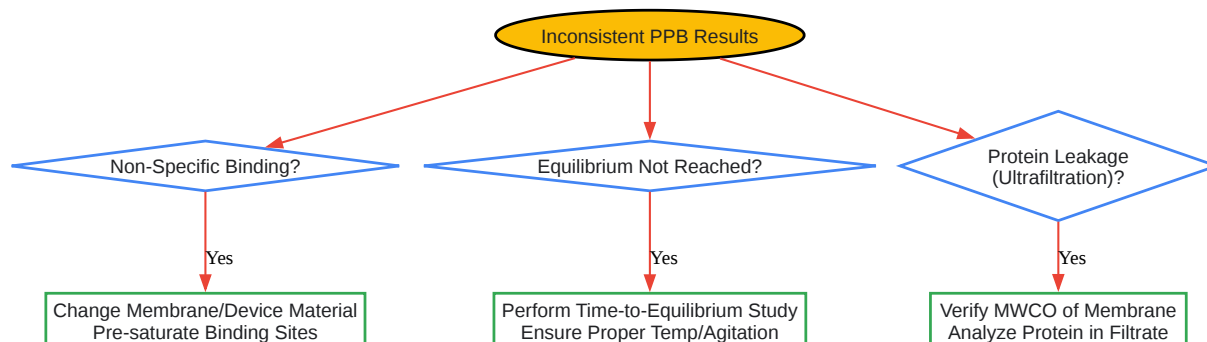 Inconsistent PPB Results
Non-Specific Binding?
Equilibrium Not Reached?
Protein Leakage
(Ultrafiltration)?
Yes
Yes
Yes
Change Membrane/Device Material
Pre-saturate Binding Sites
Perform Time-to-Equilibrium Study
Ensure Proper Temp/Agitation
Verify MWCO of Membrane
Analyze Protein in Filtrate